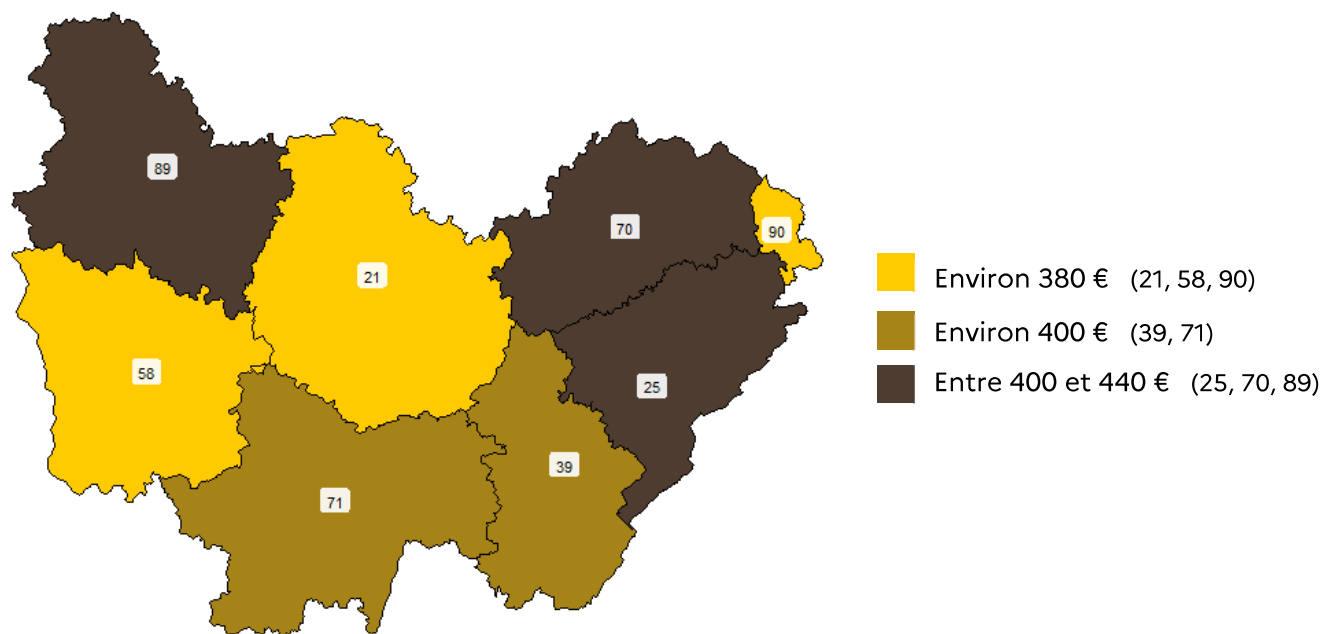 89
70
90
21
Environ 380 € (21, 58, 90)
Environ 400 € (39, 71)
58
25
Entre 400 et 440 € (25, 70, 89)
39
71